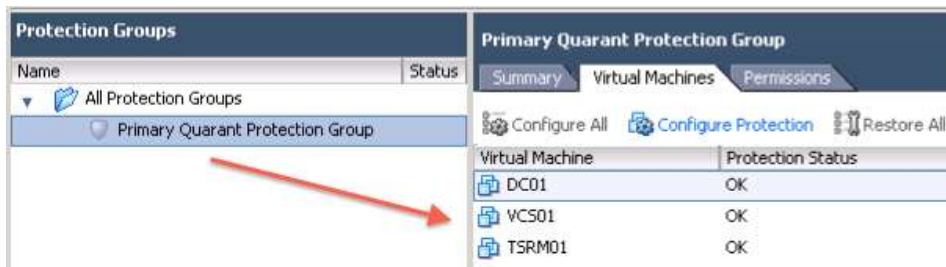 Protection Groups
Name Status
All Protection Groups
Primary Quarant Protection Group
Primary Quarant Protection Group
Summary Virtual Machines Permissions
Configure All Configure Protection Restore All
Virtual Machine Protection Status
DC01 OK
VCS01 OK
TSRM01 OK